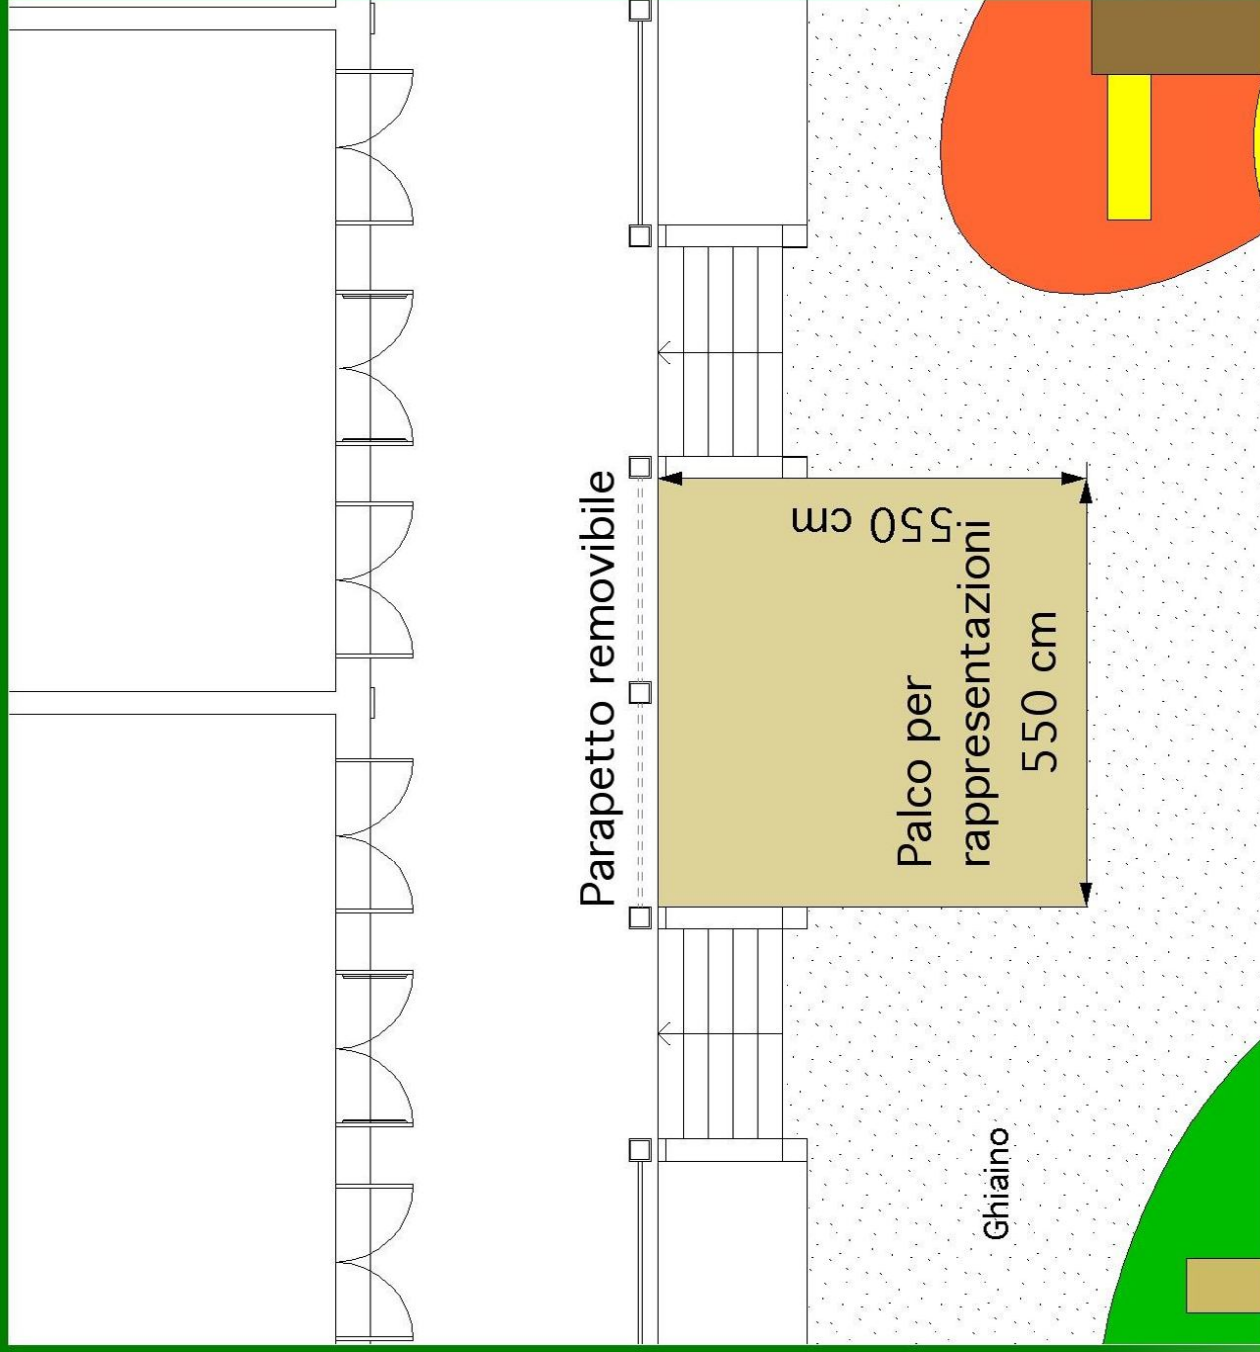 Parapetto removibile
550 cm
Palco per
rappresentazioni
550 cm
Ghiaino